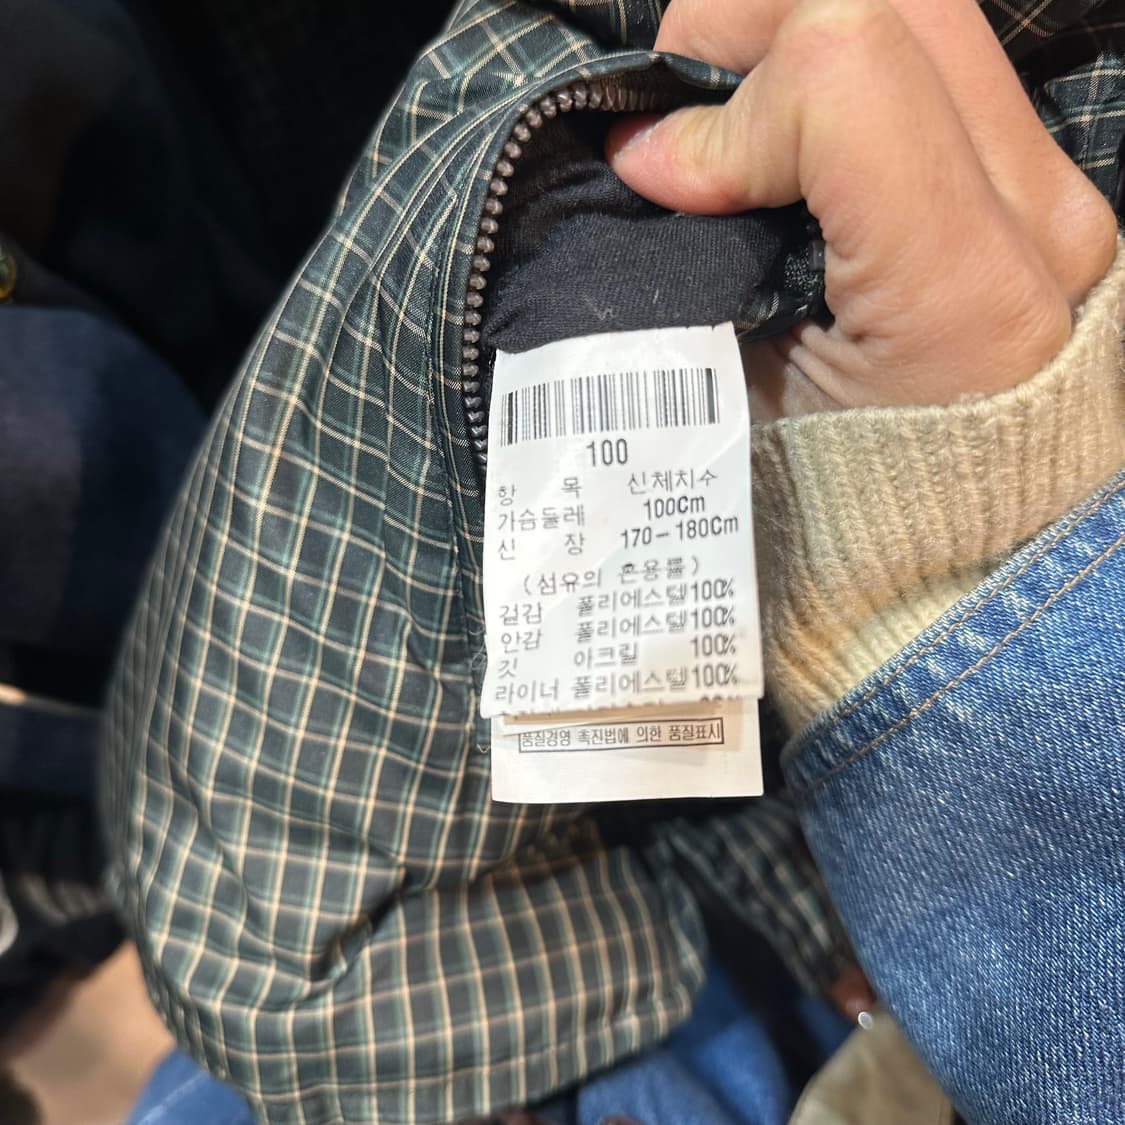 100
항 목 신체치수
가슴둘레 100Cm
신 장 170-180Cm
(섬유의 혼용률)
겉감 폴리에스텔100%
안감 폴리에스텔100%
깃 아크릴 100%
라이너 폴리에스텔100%
품질경영 촉진법에 의한 품질표시